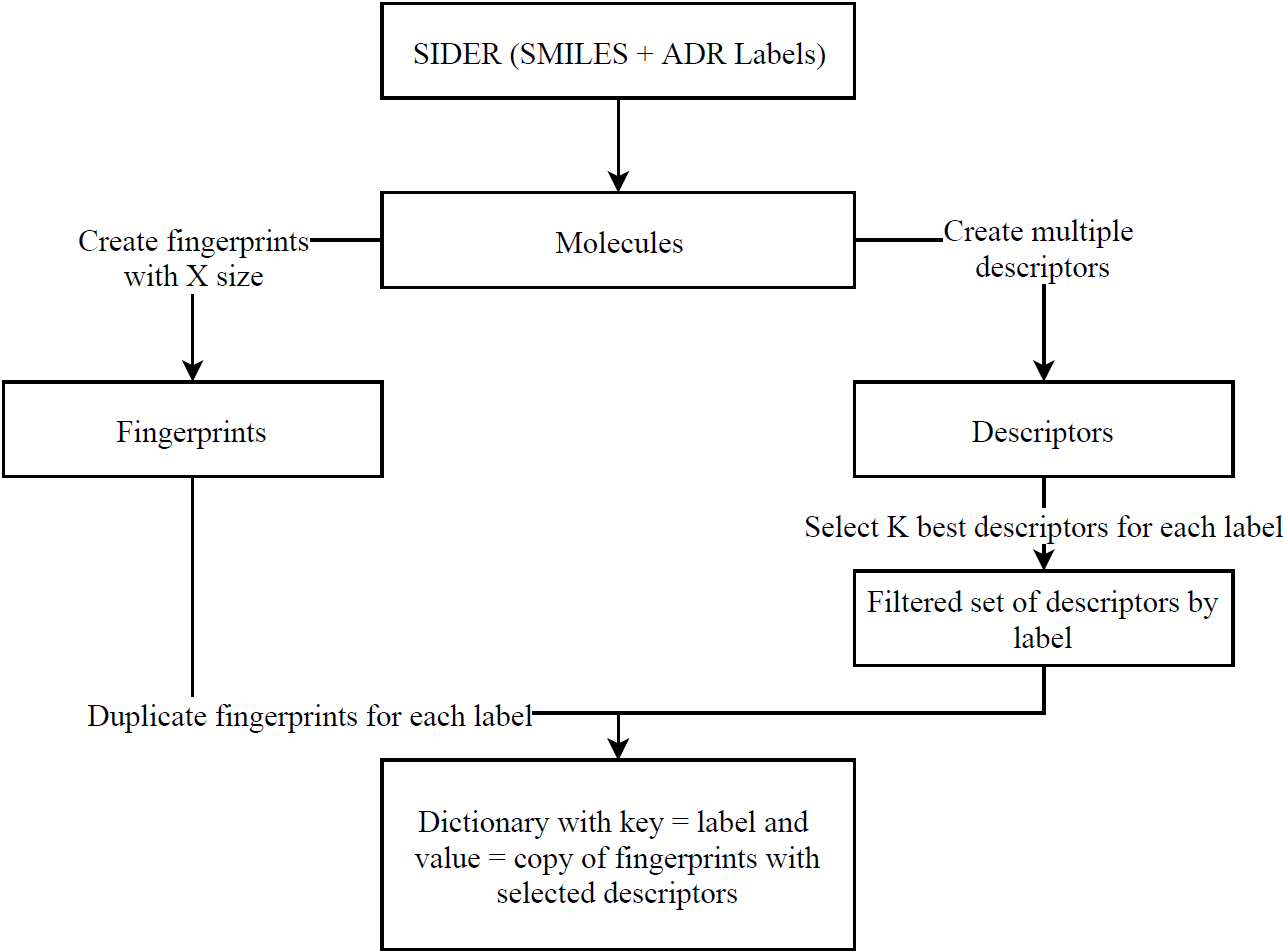 SIDER (SMILES + ADR Labels)
Molecules
Create fingerprints
with X size
Create multiple
descriptors
Fingerprints
Descriptors
Select K best descriptors for each label
Filtered set of descriptors by
label
Duplicate fingerprints for each label
Dictionary with key = label and
value = copy of fingerprints with
selected descriptors